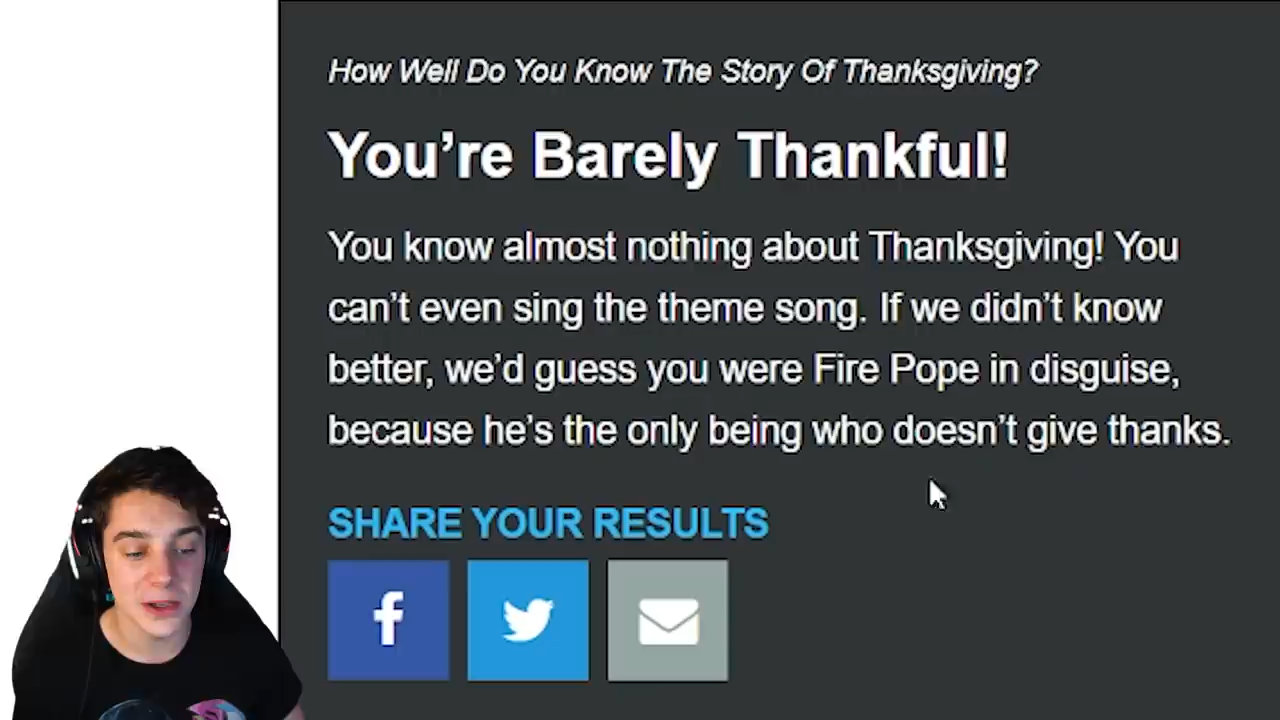 How Well Do You Know The Story Of Thanksgiving?
You're Barely Thankful!
You know almost nothing about Thanksgiving! You
can't even sing the theme song. If we didn't know
better, we'd guess you were Fire Pope in disguise,
because he's the only being who doesn't give thanks.
SHARE YOUR RESULTS